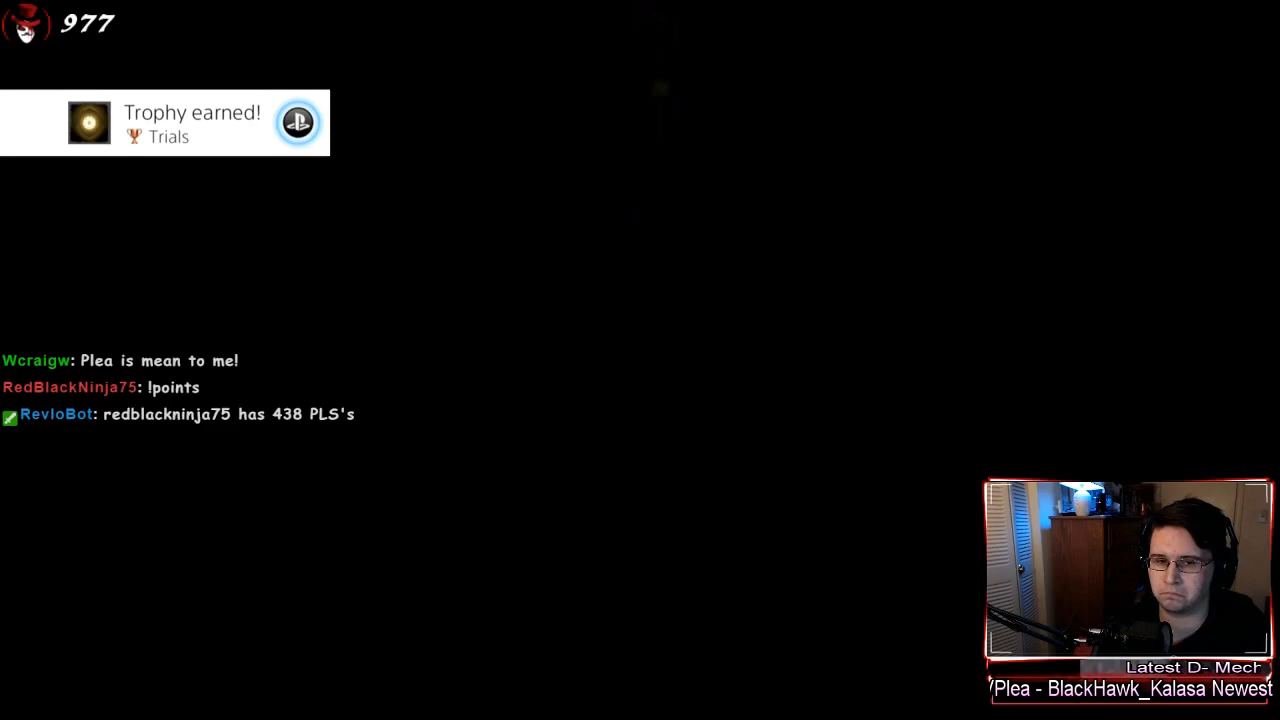 977
Trophy earned!
Trials
Wcraigw: Plea is mean to me!
RedBlackNinja75: !points
RevloBot: redblackninja75 has 438 PLS's
Latest D- Mech
/Plea - BlackHawk_Kalasa Newest